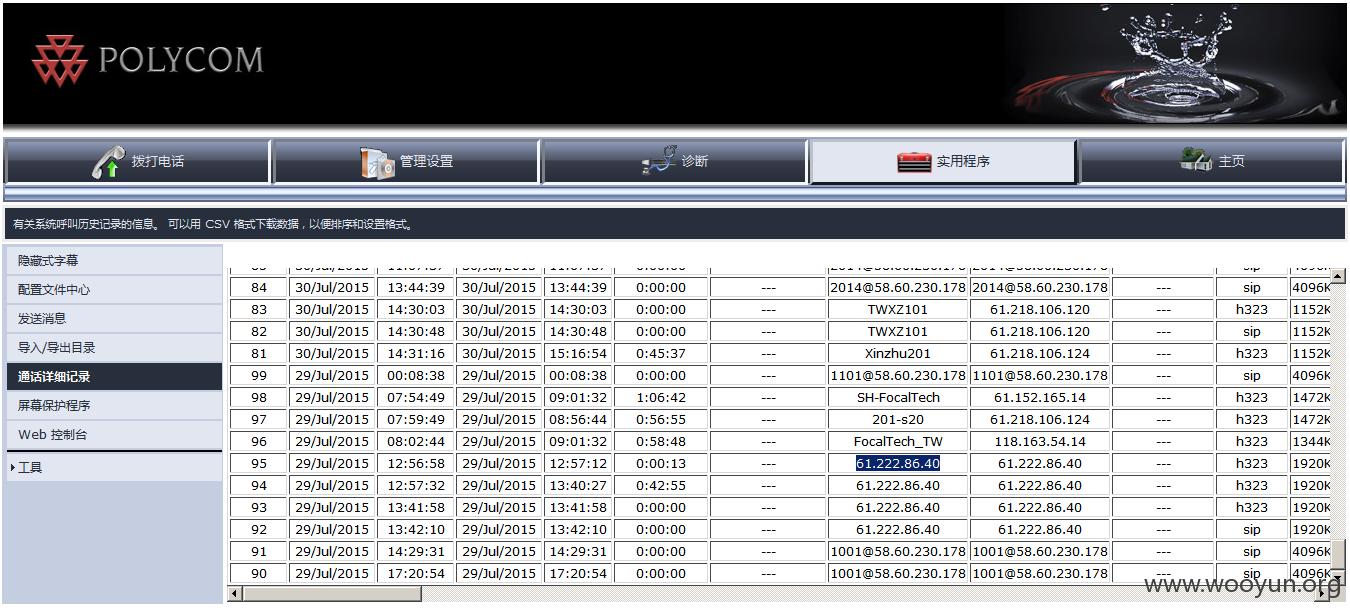 POLYCOM
拨打电话 管理设置 诊断 实用程序 主页
有关系统呼叫历史记录的信息。 可以用 CSV 格式下载数据，以便排序和设置格式。
隐藏式字幕
配置文件中心
发送消息
导入/导出目录
通话详细记录
屏幕保护程序
Web 控制台
工具
84 30/Jul/2015 13:44:39 30/Jul/2015 13:44:39 0:00:00 --- 2014@58.60.230.178 2014@58.60.230.178 --- sip 4096K
83 30/Jul/2015 14:30:03 30/Jul/2015 14:30:03 0:00:00 --- TWXZ101 61.218.106.120 --- h323 1152K
82 30/Jul/2015 14:30:48 30/Jul/2015 14:30:48 0:00:00 --- TWXZ101 61.218.106.120 --- sip 1152K
81 30/Jul/2015 14:31:16 30/Jul/2015 15:16:54 0:45:37 --- Xinzhu201 61.218.106.124 --- h323 1152K
99 29/Jul/2015 00:08:38 29/Jul/2015 00:08:38 0:00:00 --- 1101@58.60.230.178 1101@58.60.230.178 --- sip 4096K
98 29/Jul/2015 07:54:49 29/Jul/2015 09:01:32 1:06:42 --- SH-FocalTech 61.152.165.14 --- h323 1472K
97 29/Jul/2015 07:59:49 29/Jul/2015 08:56:44 0:56:55 --- 201-s20 61.218.106.124 --- h323 1472K
96 29/Jul/2015 08:02:44 29/Jul/2015 09:01:32 0:58:48 --- FocalTech_TW 118.163.54.14 --- h323 1344K
95 29/Jul/2015 12:56:58 29/Jul/2015 12:57:12 0:00:13 --- 61.222.86.40 61.222.86.40 --- h323 1920K
94 29/Jul/2015 12:57:32 29/Jul/2015 13:40:27 0:42:55 --- 61.222.86.40 61.222.86.40 --- h323 1920K
93 29/Jul/2015 13:41:58 29/Jul/2015 13:41:58 0:00:00 --- 61.222.86.40 61.222.86.40 --- h323 1920K
92 29/Jul/2015 13:42:10 29/Jul/2015 13:42:10 0:00:00 --- 61.222.86.40 61.222.86.40 --- sip 1920K
91 29/Jul/2015 14:29:31 29/Jul/2015 14:29:31 0:00:00 --- 1001@58.60.230.178 1001@58.60.230.178 --- sip 4096K
90 29/Jul/2015 17:20:54 29/Jul/2015 17:20:54 0:00:00 --- 1001@58.60.230.178 1001@58.60.230.178 --- sip 4096K
www.wooyun.org